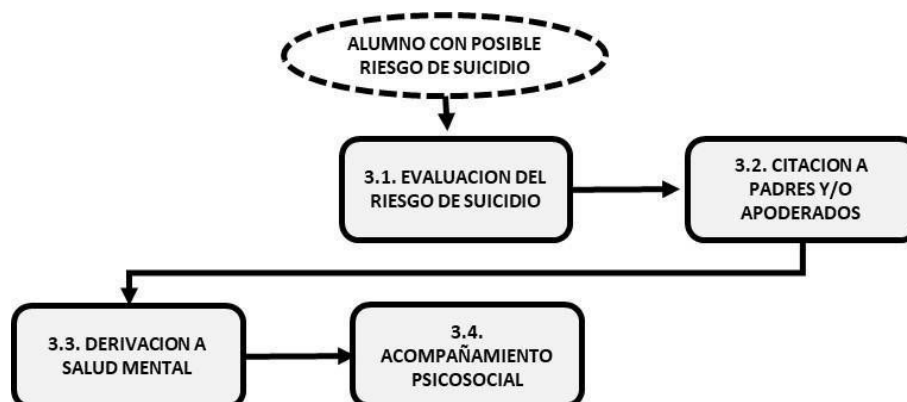 ALUMNO CON POSIBLE
RIESGO DE SUICIDIO
3.1. EVALUACION DEL
RIESGO DE SUICIDIO
3.2. CITACION A
PADRES Y/O
APODERADOS
3.3. DERIVACION A
SALUD MENTAL
3.4.
ACOMPAÑAMIENTO
PSICOSOCIAL